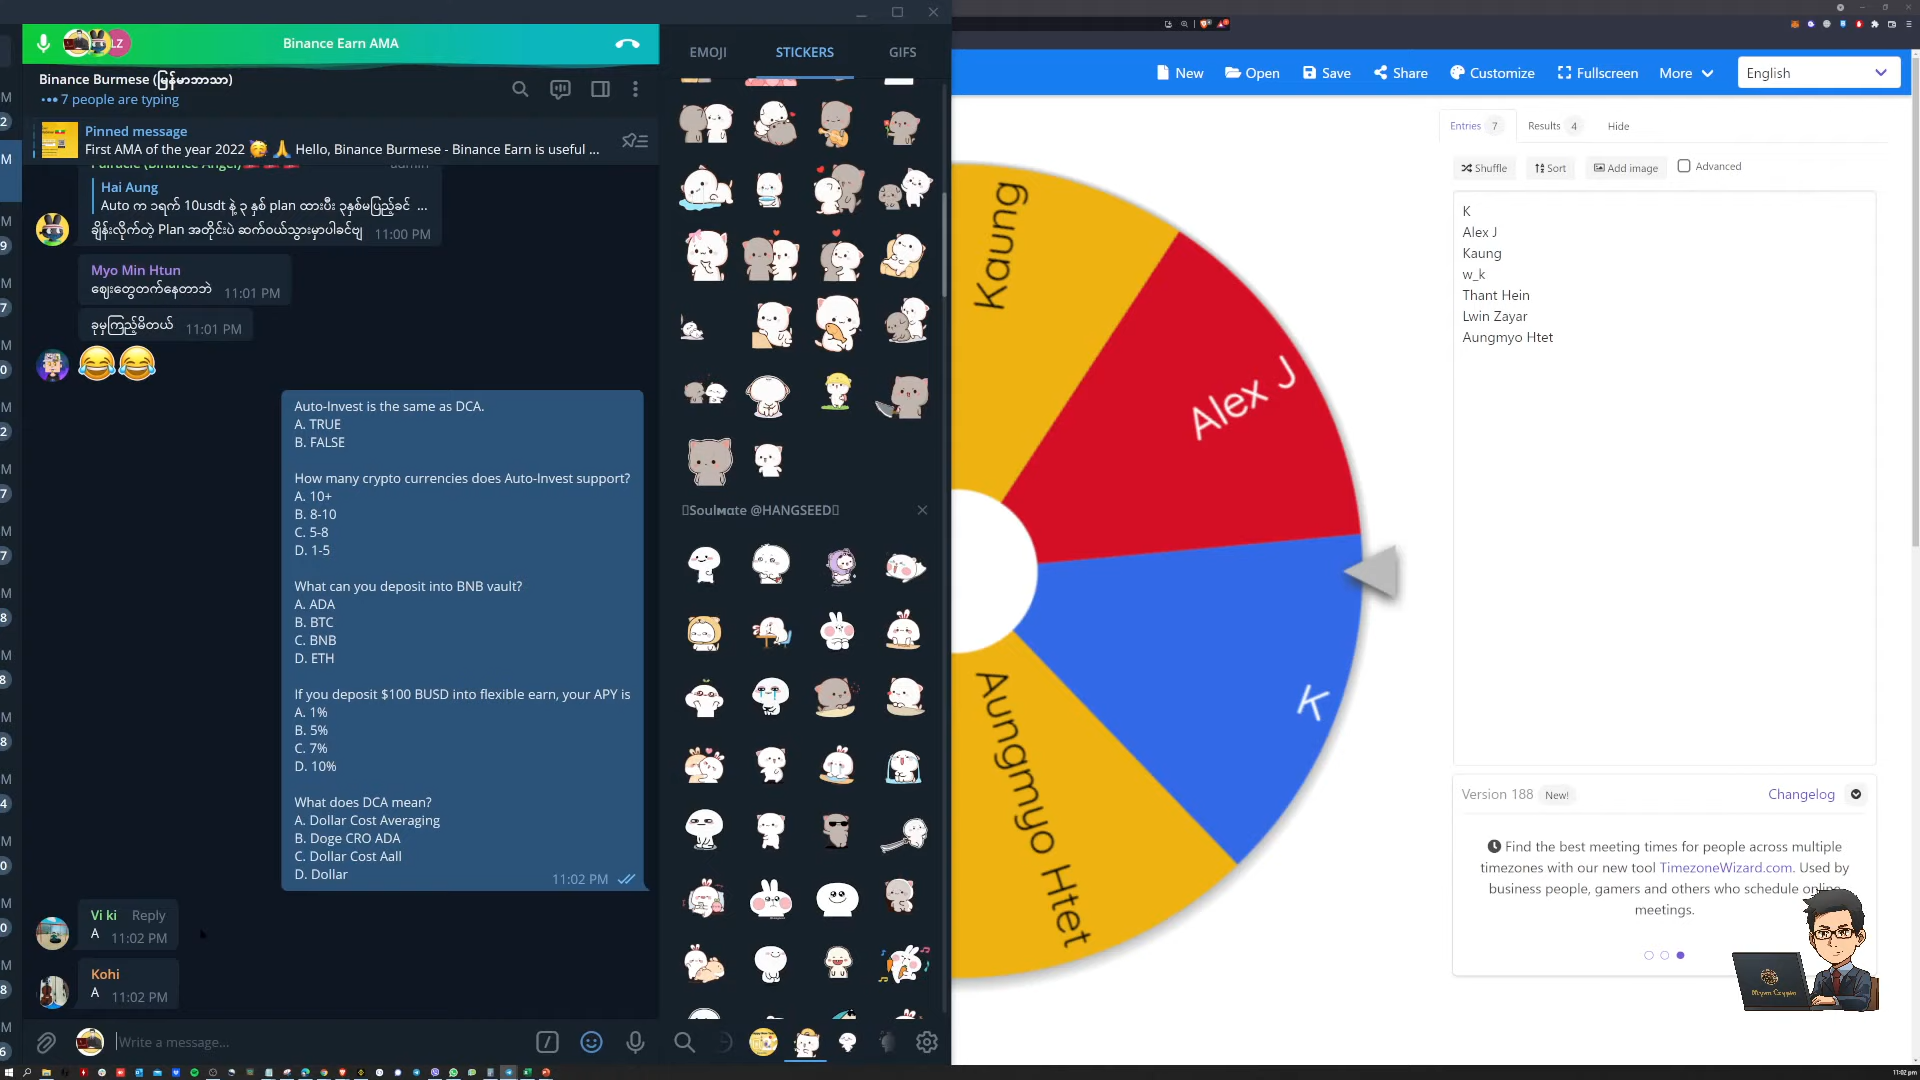 Binance Earn AMA
LZ
EMOJI
STICKERS
GIFS
Binance Burmese (မြန်မာဘာသာ)
7 people are typing
Pinned message
First AMA of the year 2022 🥳 🙏 Hello, Binance Burmese - Binance Earn is useful ...
Hai Aung
Auto က ၁ရက် 10usdt နဲ့ ၃ နှစ် plan ထားပြီး ၃နှစ်မပြည့်ခင် ...
ချိန်းလိုက်တဲ့ Plan အတိုင်းပဲ ဆက်ဝယ်သွားမှာပါခင်ဗျ 11:00 PM
Myo Min Htun
ဈေးတွေတက်နေတာဘဲ 11:01 PM
ခုမှကြည့်မိတယ် 11:01 PM
😂😂
Auto-Invest is the same as DCA.
A. TRUE
B. FALSE
How many crypto currencies does Auto-Invest support?
A. 10+
B. 8-10
C. 5-8
D. 1-5
What can you deposit into BNB vault?
A. ADA
B. BTC
C. BNB
D. ETH
If you deposit $100 BUSD into flexible earn, your APY is
A. 1%
B. 5%
C. 7%
D. 10%
What does DCA mean?
A. Dollar Cost Averaging
B. Doge CRO ADA
C. Dollar Cost Aall
D. Dollar
11:02 PM
Vi ki Reply
A 11:02 PM
Kohi
A 11:02 PM
Write a message...
Soulмate @HANGSEED
New
Open
Save
Share
Customize
Fullscreen
More
English
Entries 7
Results 4
Hide
Shuffle
Sort
Add image
Advanced
K
Alex J
Kaung
w_k
Thant Hein
Lwin Zayar
Aungmyo Htet
Kaung
Alex J
K
Aungmyo Htet
Version 188 New!
Changelog
Find the best meeting times for people across multiple
timezones with our new tool TimezoneWizard.com. Used by
business people, gamers and others who schedule online
meetings.
11:02 pm